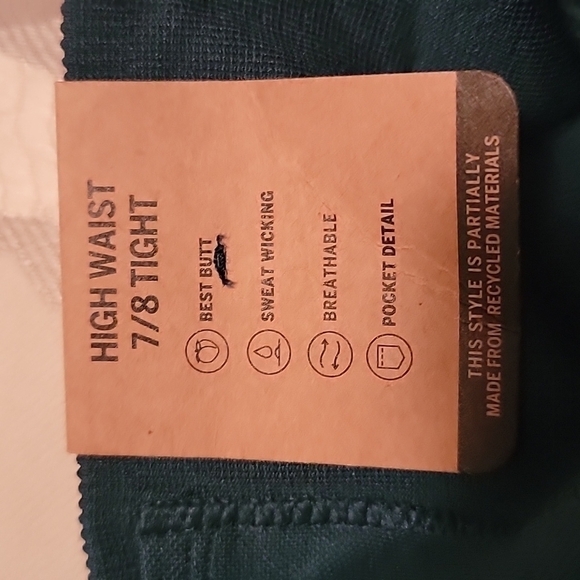 HIGH WAIST
7/8 TIGHT
BEST BUTT
SWEAT WICKING
BREATHABLE
POCKET DETAIL
THIS STYLE IS PARTIALLY
MADE FROM RECYCLED MATERIALS